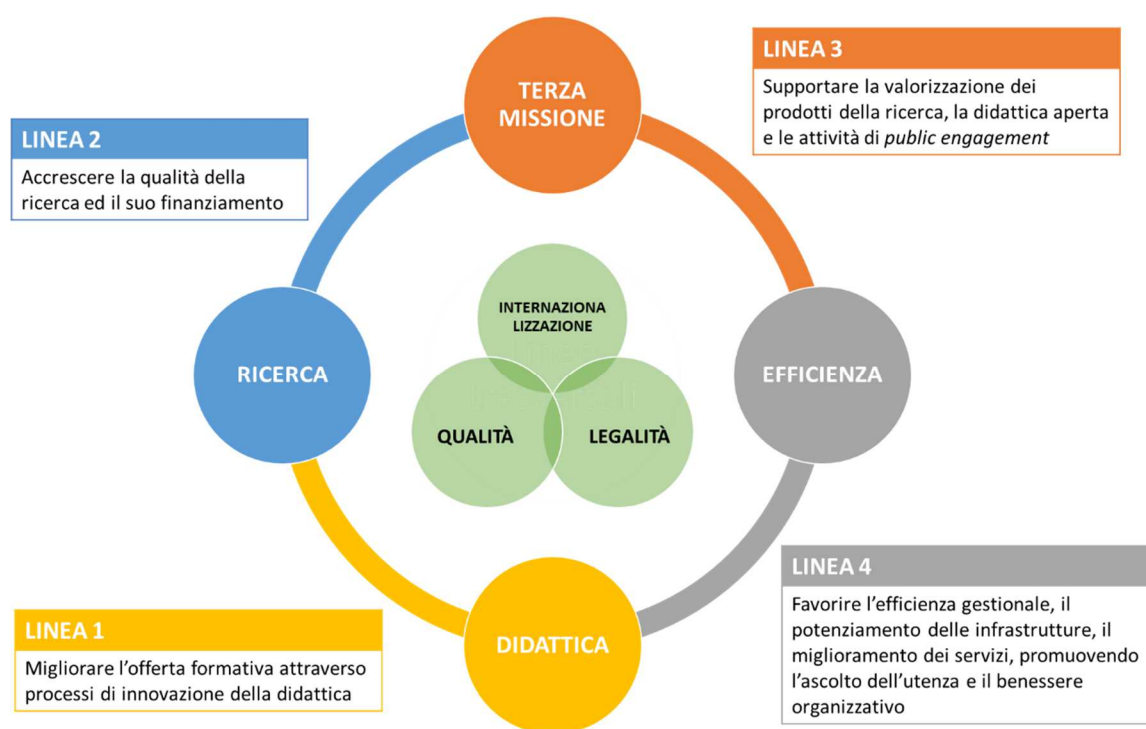 TERZA
MISSIONE
LINEA 3
Supportare la valorizzazione dei
prodotti della ricerca, la didattica aperta
e le attività di public engagement
LINEA 2
Accrescere la qualità della
ricerca ed il suo finanziamento
INTERNAZIONA
LIZZAZIONE
RICERCA
EFFICIENZA
QUALITÀ
LEGALITÀ
LINEA 4
Favorire l’efficienza gestionale, il
potenziamento delle infrastrutture, il
miglioramento dei servizi, promuovendo
l’ascolto dell’utenza e il benessere
organizzativo
LINEA 1
Migliorare l’offerta formativa attraverso
processi di innovazione della didattica
DIDATTICA